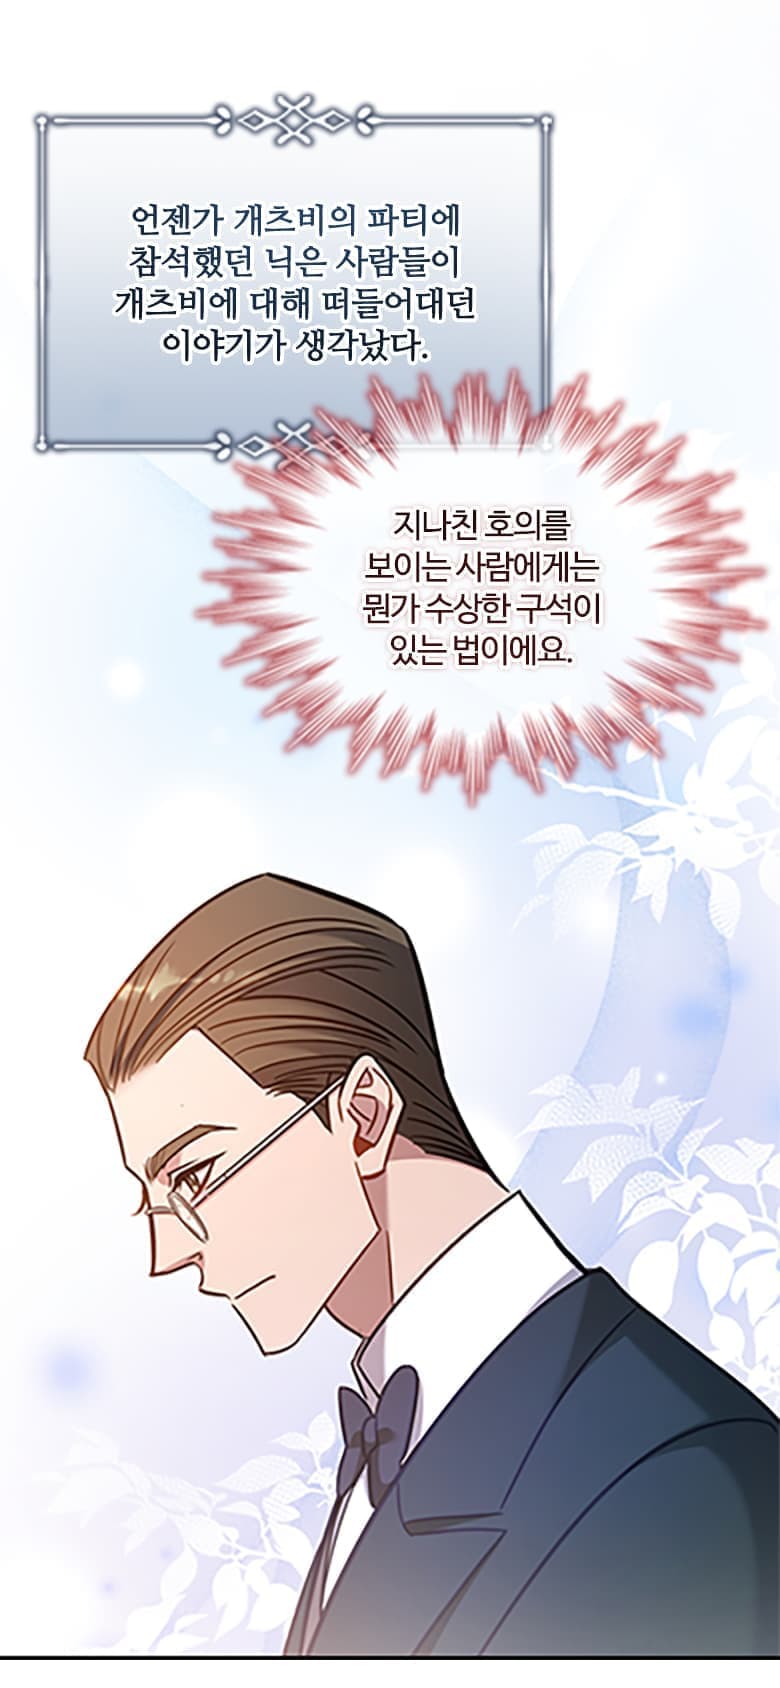 언젠가 개츠비의 파티에
참석했던 닉은 사람들이
개츠비에 대해 떠들어대던
이야기가 생각났다.
지나친 호의를
보이는 사람에게는
뭔가 수상한 구석이
있는 법이에요.